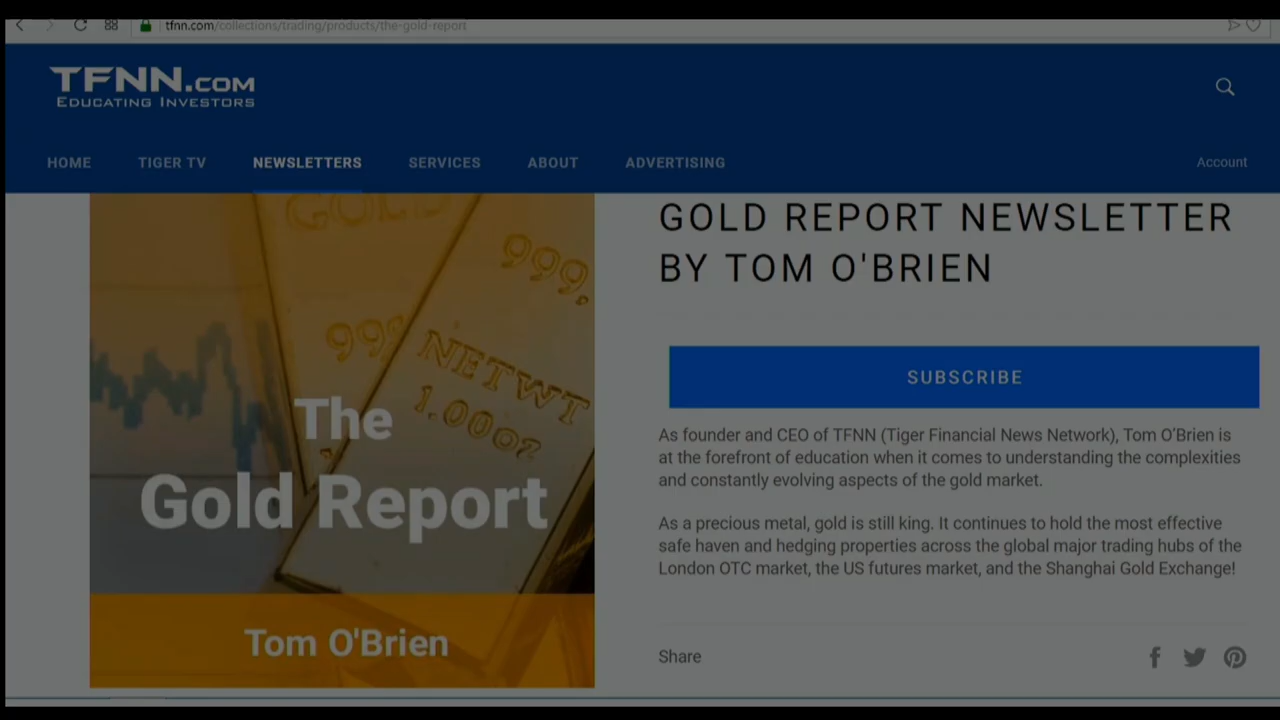 tfnn.com/collections/trading/products/the-gold-report
TFNN.COM
EDUCATING INVESTORS
HOME TIGER TV NEWSLETTERS SERVICES ABOUT ADVERTISING Account
GOLD
999.
999
NETWT
1.00OZ
The
Gold Report
Tom O'Brien
GOLD REPORT NEWSLETTER
BY TOM O'BRIEN
SUBSCRIBE
As founder and CEO of TFNN (Tiger Financial News Network), Tom O'Brien is
at the forefront of education when it comes to understanding the complexities
and constantly evolving aspects of the gold market.
As a precious metal, gold is still king. It continues to hold the most effective
safe haven and hedging properties across the global major trading hubs of the
London OTC market, the US futures market, and the Shanghai Gold Exchange!
Share